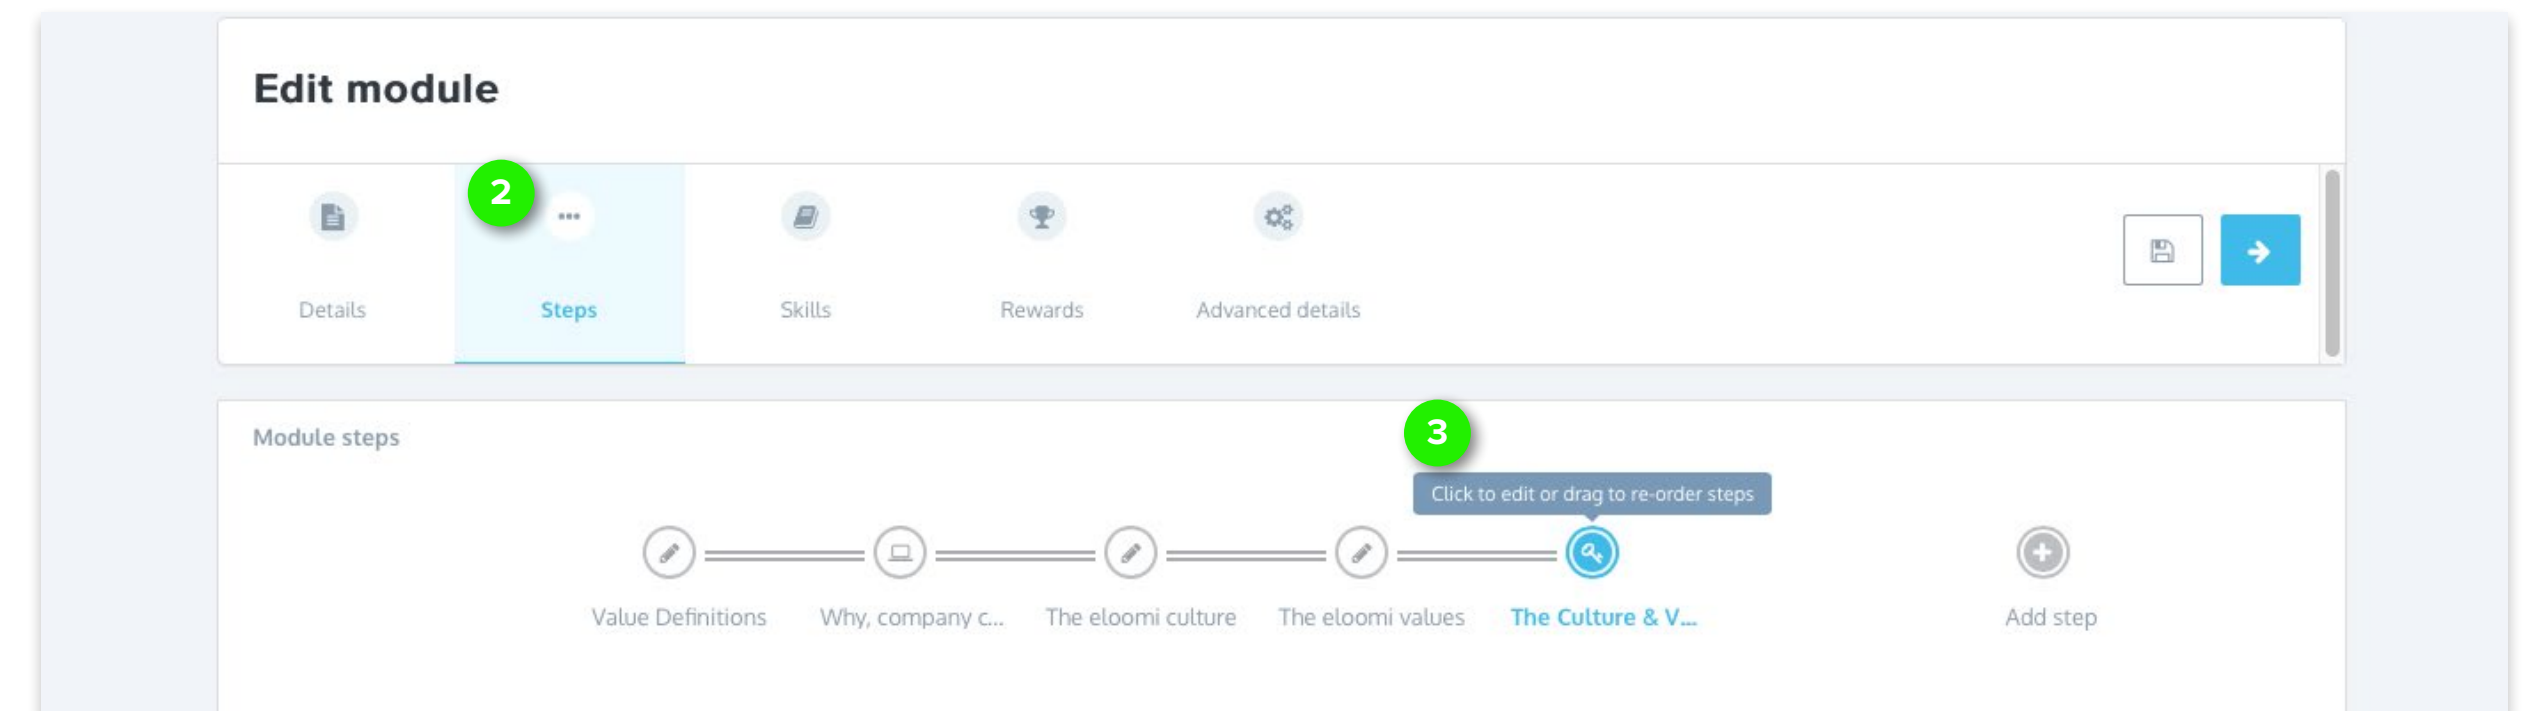 Edit module
2
Details
Steps
Skills
Rewards
Advanced details
Module steps
3
Click to edit or drag to re-order steps
Value Definitions
Why, company c...
The eloomi culture
The eloomi values
The Culture & V...
Add step